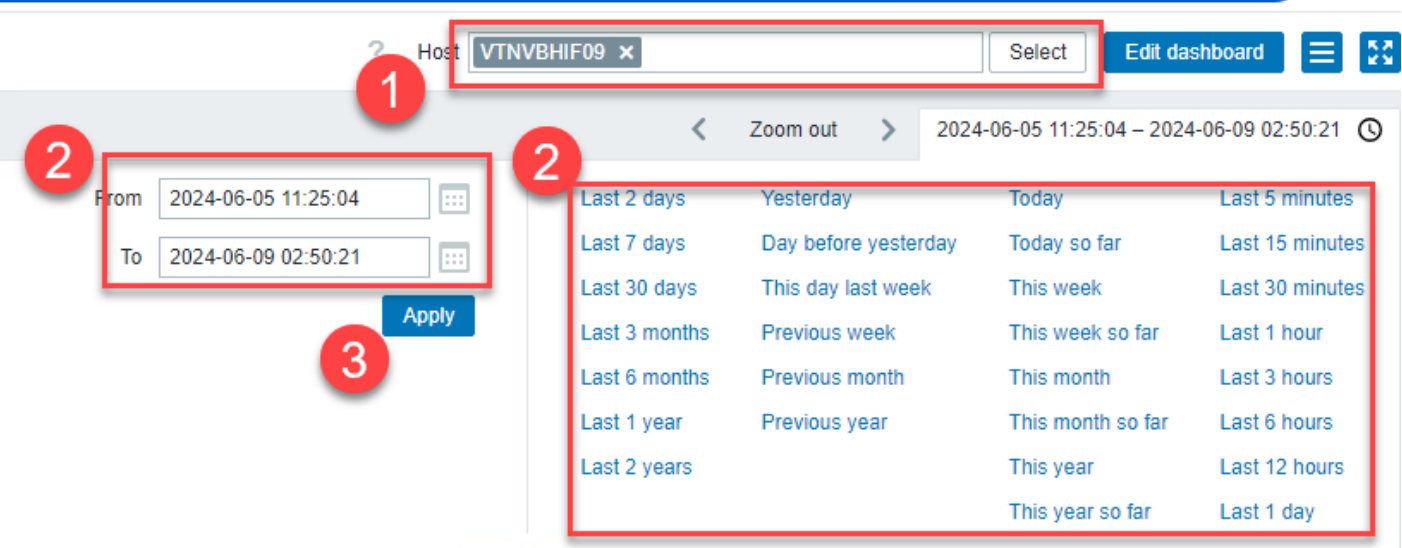 ? Host VTNVBHIF09 × Select Edit dashboard
1
Zoom out 2024-06-05 11:25:04 – 2024-06-09 02:50:21
2
2
From 2024-06-05 11:25:04
To 2024-06-09 02:50:21
Apply
3
Last 2 days Yesterday Today Last 5 minutes
Last 7 days Day before yesterday Today so far Last 15 minutes
Last 30 days This day last week This week Last 30 minutes
Last 3 months Previous week This week so far Last 1 hour
Last 6 months Previous month This month Last 3 hours
Last 1 year Previous year This month so far Last 6 hours
Last 2 years This year Last 12 hours
This year so far Last 1 day